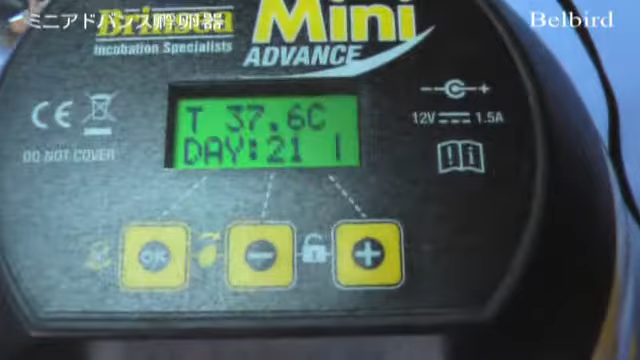 ミニアドバンス孵卵器
Belbird
Brinsea
Incubation Specialists
Mini
ADVANCE
CE
DO NOT COVER
T 37.6C
DAY:21
12V 1.5A
OK
-
+